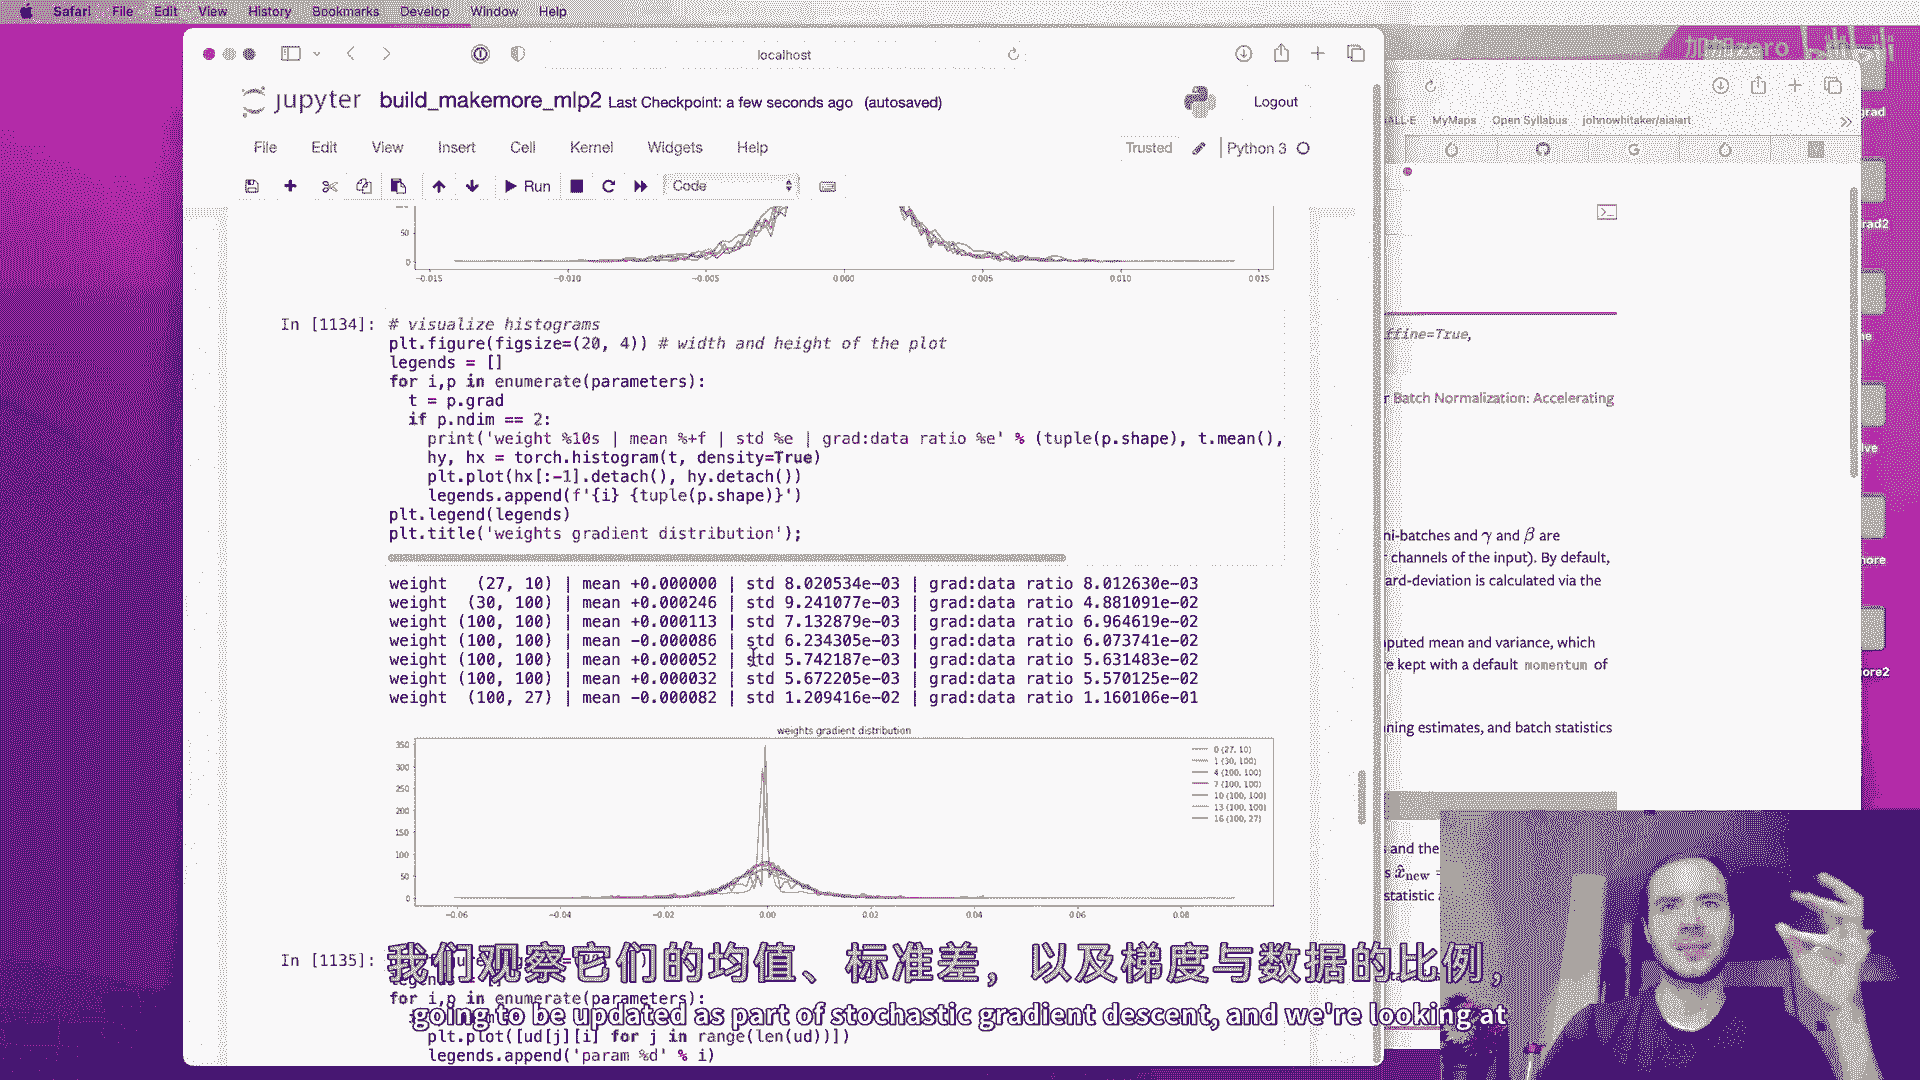 Safari File Edit View History Bookmarks Develop Window Help
localhost
jupyter build_makemore_mlp2 Last Checkpoint: a few seconds ago (autosaved)
Logout
File Edit View Insert Cell Kernel Widgets Help
Trusted
Python 3
Run
Code
50
0
−0.015 −0.010 −0.005 0.000 0.005 0.010 0.015
In [1134]:
# visualize histograms
plt.figure(figsize=(20, 4)) # width and height of the plot
legends = []
for i,p in enumerate(parameters):
t = p.grad
if p.ndim == 2:
print('weight %10s | mean %+f | std %e | grad:data ratio %e' % (tuple(p.shape), t.mean(),
hy, hx = torch.histogram(t, density=True)
plt.plot(hx[:-1].detach(), hy.detach())
legends.append(f'{i} {tuple(p.shape)}')
plt.legend(legends)
plt.title('weights gradient distribution');
weight (27, 10) | mean +0.000000 | std 8.020534e-03 | grad:data ratio 8.012630e-03
weight (30, 100) | mean +0.000246 | std 9.241077e-03 | grad:data ratio 4.881091e-02
weight (100, 100) | mean +0.000113 | std 7.132879e-03 | grad:data ratio 6.964619e-02
weight (100, 100) | mean -0.000086 | std 6.234305e-03 | grad:data ratio 6.073741e-02
weight (100, 100) | mean +0.000052 | std 5.742187e-03 | grad:data ratio 5.631483e-02
weight (100, 100) | mean +0.000032 | std 5.672205e-03 | grad:data ratio 5.570125e-02
weight (100, 27) | mean -0.000082 | std 1.209416e-02 | grad:data ratio 1.160106e-01
weights gradient distribution
350
300
250
200
150
100
50
0
−0.06 −0.04 −0.02 0.00 0.02 0.04 0.06 0.08
0 (27, 10)
1 (30, 100)
4 (100, 100)
7 (100, 100)
10 (100, 100)
13 (100, 100)
16 (100, 27)
In [1135]:
for i,p in enumerate(parameters):
plt.plot([ud[j][i] for j in range(len(ud))])
legends.append('param %d' % i)
我们观察它们的均值、标准差，以及梯度与数据的比例，
going to be updated as part of stochastic gradient descent, and we're looking at
ALL-E MyMaps Open Syllabus johnowhitaker/aiaiart
ffine=True,
r Batch Normalization: Accelerating
ni-batches and γ and β are
channels of the input). By default,
ard-deviation is calculated via the
puted mean and variance, which
e kept with a default momentum of
ning estimates, and batch statistics
s and the
s x̂new =
statistic
加加zero
bilibili
grad
rad2
ne
ive
ore2